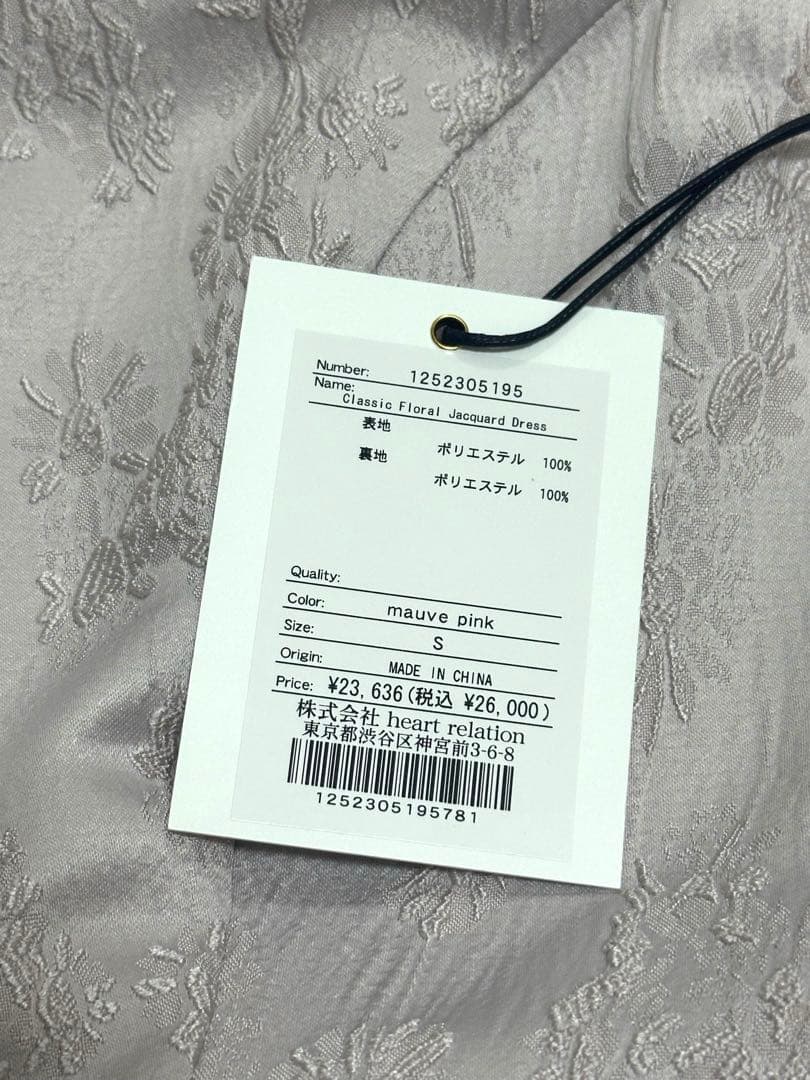 Number: 1252305195
Name:
Classic Floral Jacquard Dress
表地 ポリエステル 100%
裏地 ポリエステル 100%
Quality:
Color: mauve pink
Size: S
Origin: MADE IN CHINA
Price: ¥23,636(税込 ¥26,000)
株式会社 heart relation
東京都渋谷区神宮前3-6-8
1252305195781